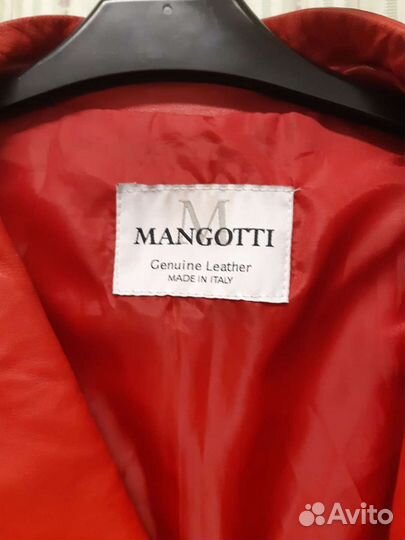 M
MANGOTTI
Genuine Leather
MADE IN ITALY
Avito